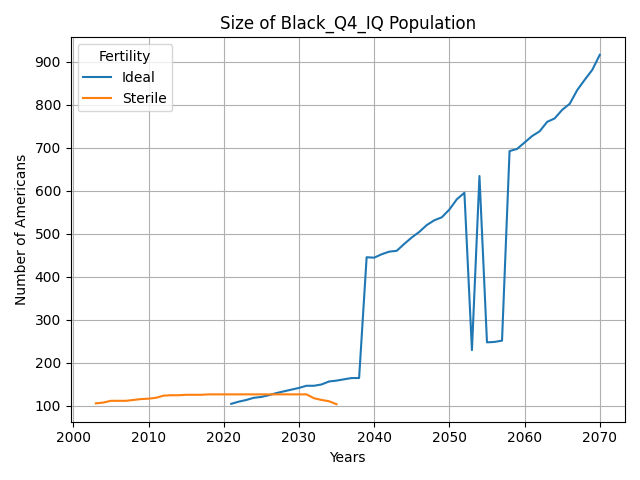 Size of Black_Q4_IQ Population
Fertility
Ideal
Sterile
Number of Americans
900
800
700
600
500
400
300
200
100
2000 2010 2020 2030 2040 2050 2060 2070
Years